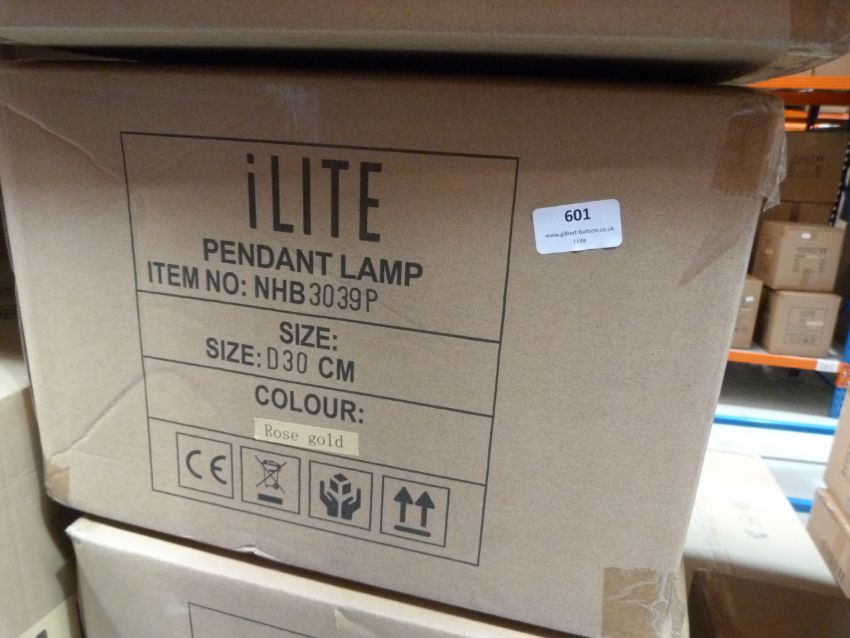 iLITE
PENDANT LAMP
ITEM NO: NHB3039P
SIZE:
SIZE: D30 CM
COLOUR:
Rose gold
CE
601
www.gilbert-baitson.co.uk
I lite